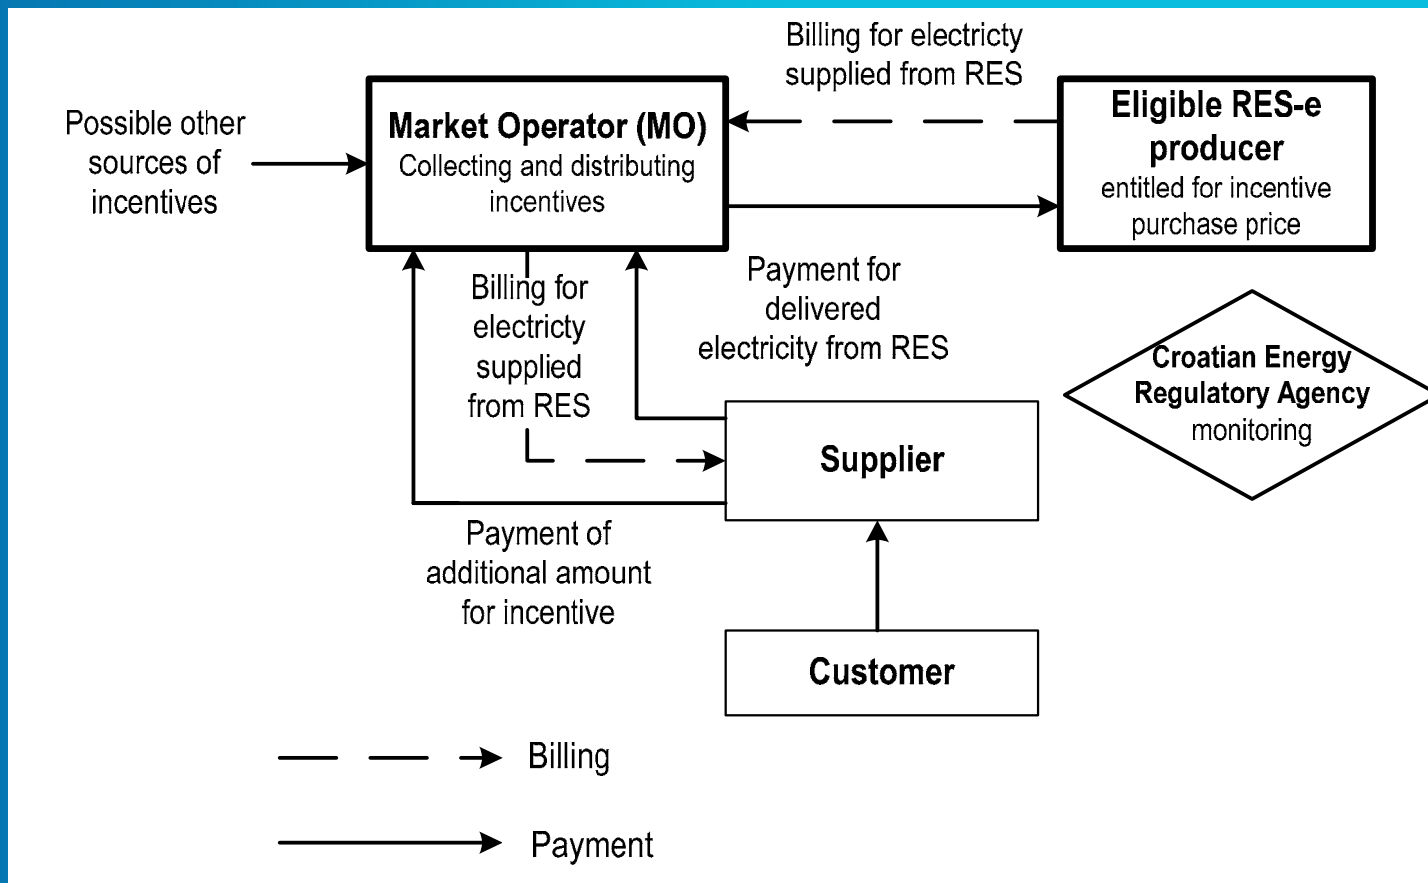 Billing for electricty
supplied from RES
Possible other
sources of
incentives
Market Operator (MO)
Collecting and distributing
incentives
Eligible RES-e
producer
entitled for incentive
purchase price
Billing for
electricty
supplied
from RES
Payment for
delivered
electricity from RES
Croatian Energy
Regulatory Agency
monitoring
Supplier
Payment of
additional amount
for incentive
Customer
Billing
Payment